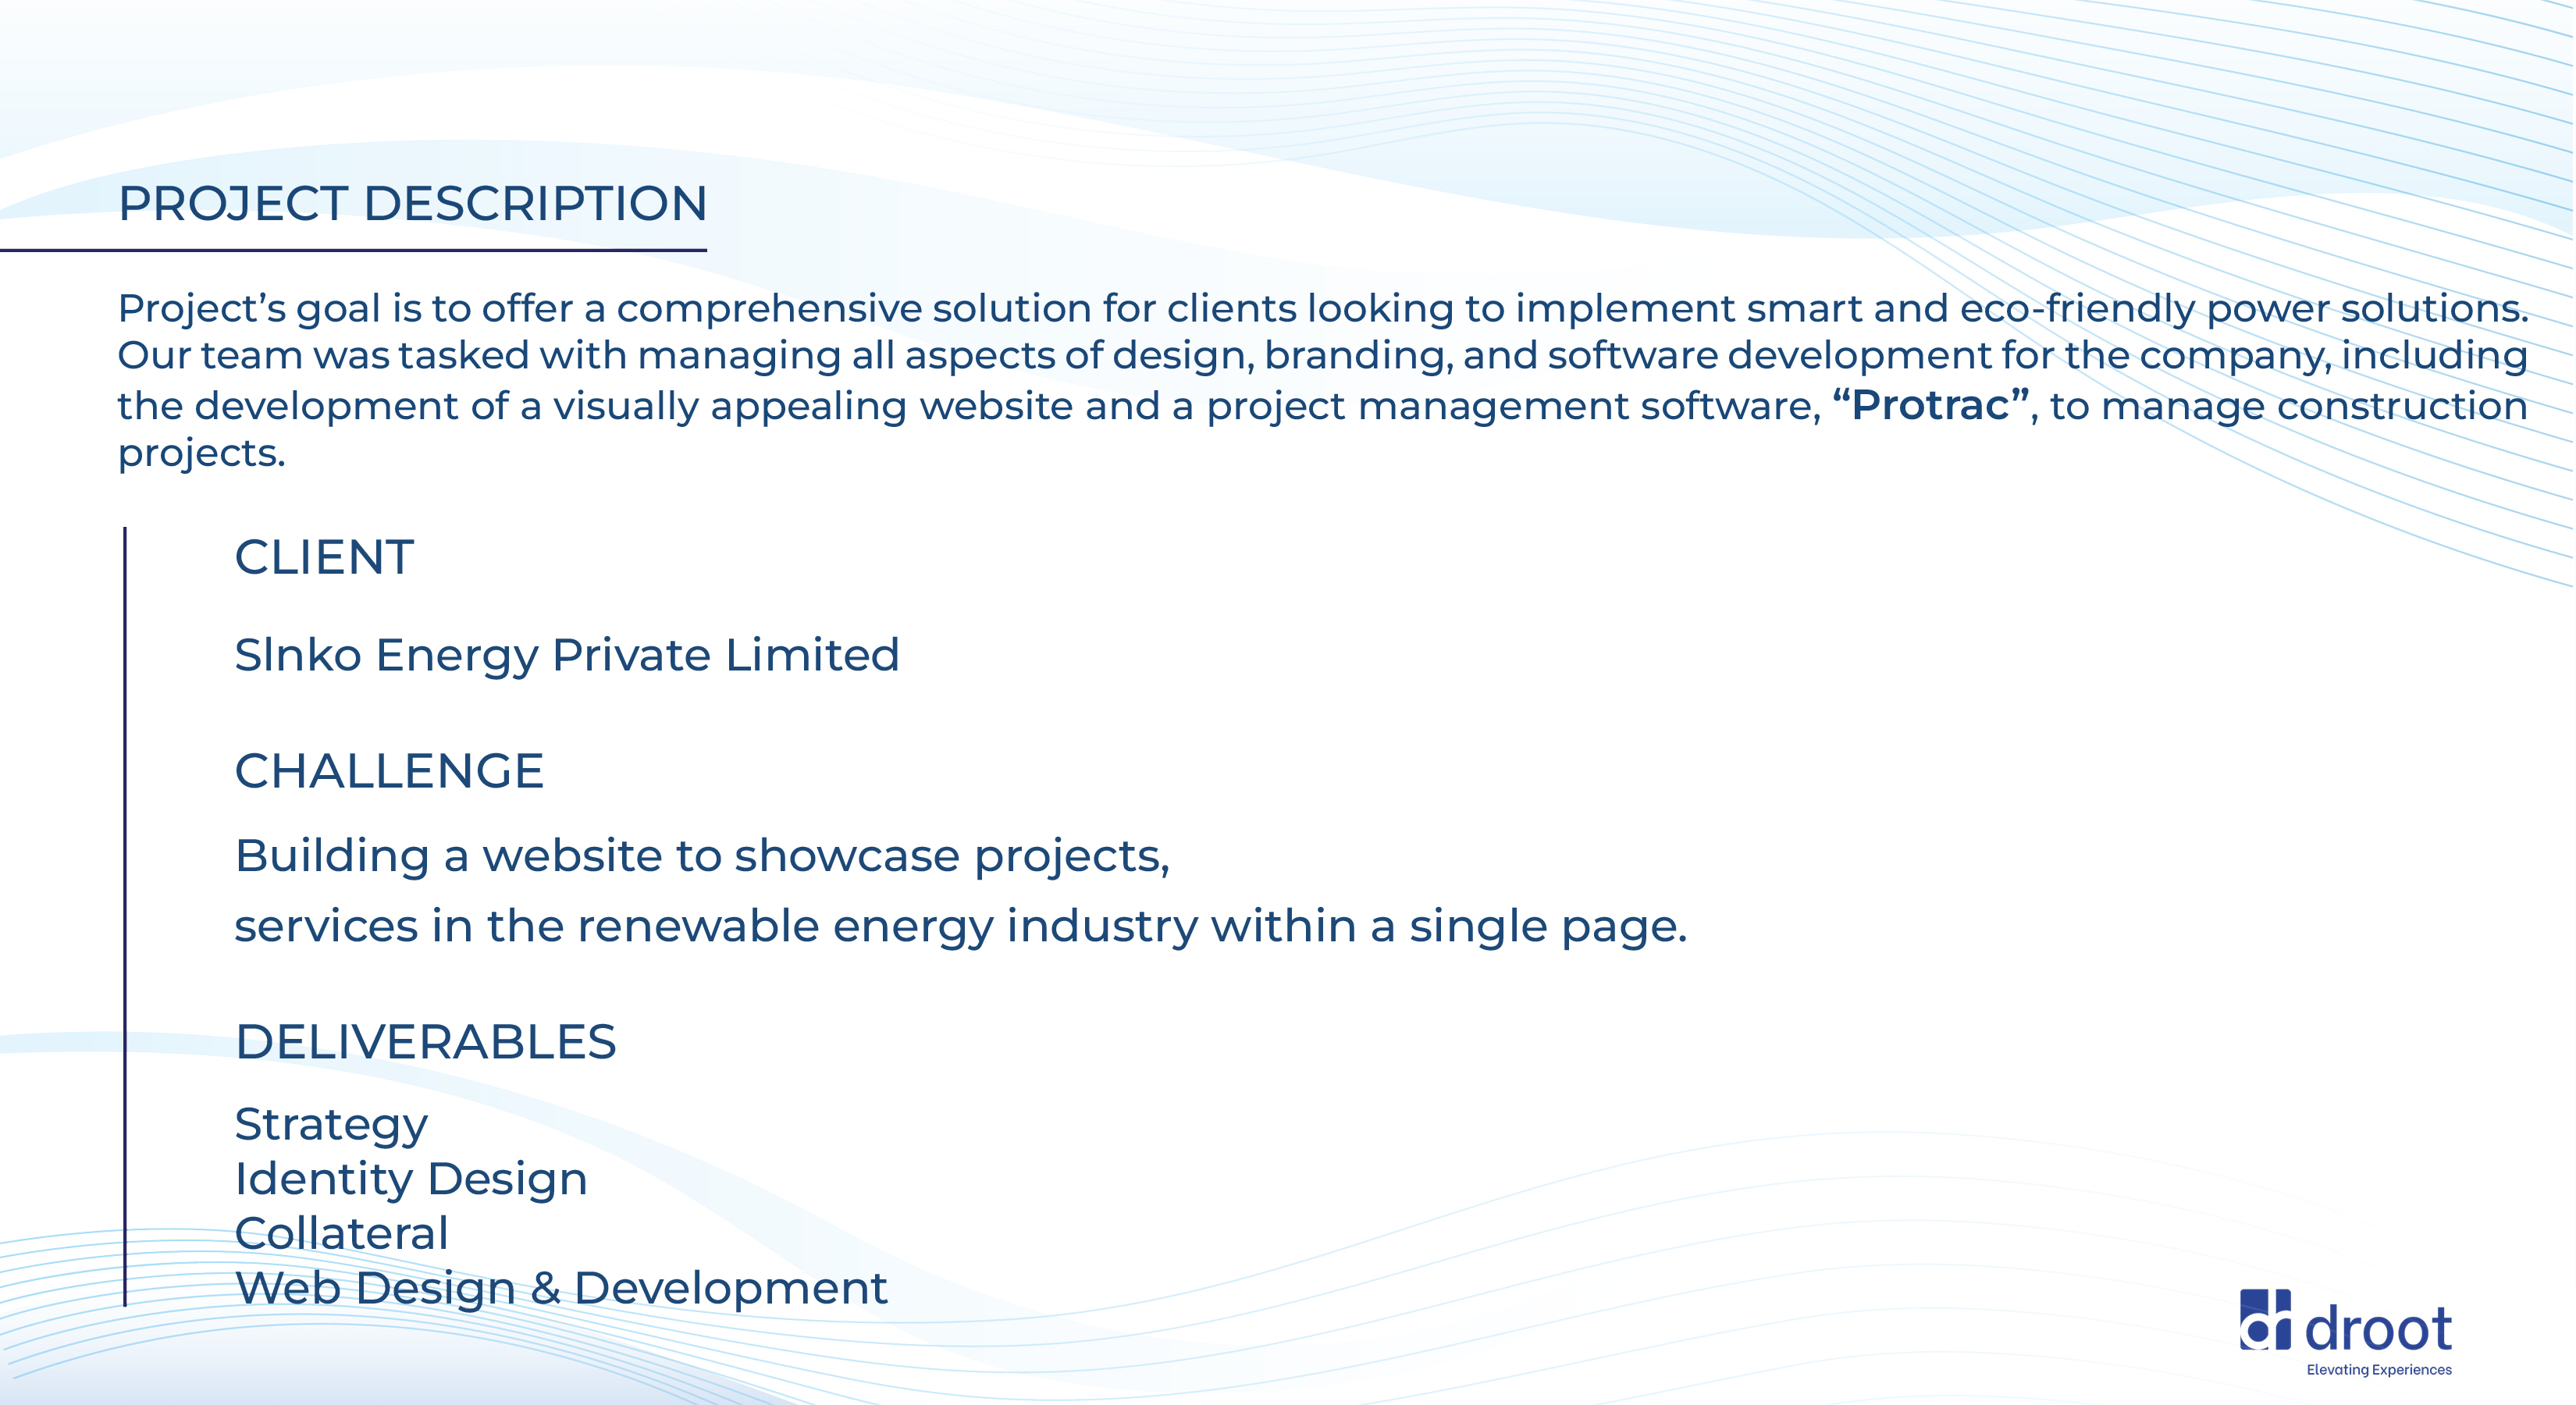 PROJECT DESCRIPTION
Project’s goal is to offer a comprehensive solution for clients looking to implement smart and eco-friendly power solutions.
Our team was tasked with managing all aspects of design, branding, and software development for the company, including
the development of a visually appealing website and a project management software, “Protrac”, to manage construction
projects.
CLIENT
Slnko Energy Private Limited
CHALLENGE
Building a website to showcase projects,
services in the renewable energy industry within a single page.
DELIVERABLES
Strategy
Identity Design
Collateral
Web Design & Development
droot
Elevating Experiences